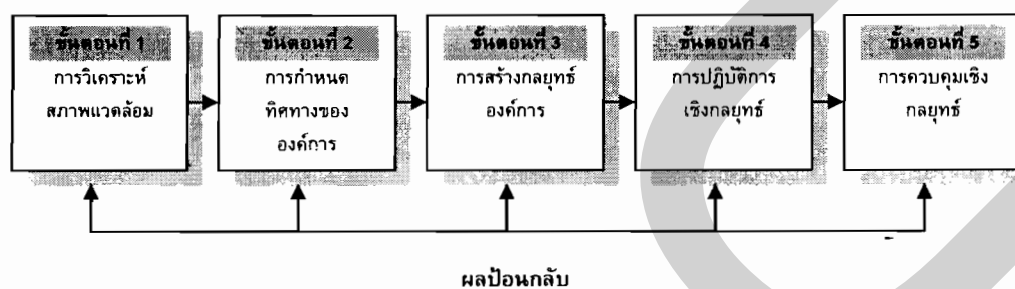 ขั้นตอนที่ 1
การวิเคราะห์
สภาพแวดล้อม
ขั้นตอนที่ 2
การกำหนด
ทิศทางของ
องค์การ
ขั้นตอนที่ 3
การสร้างกลยุทธ์
องค์การ
ขั้นตอนที่ 4
การปฏิบัติการ
เชิงกลยุทธ์
ขั้นตอนที่ 5
การควบคุมเชิง
กลยุทธ์
ผลป้อนกลับ